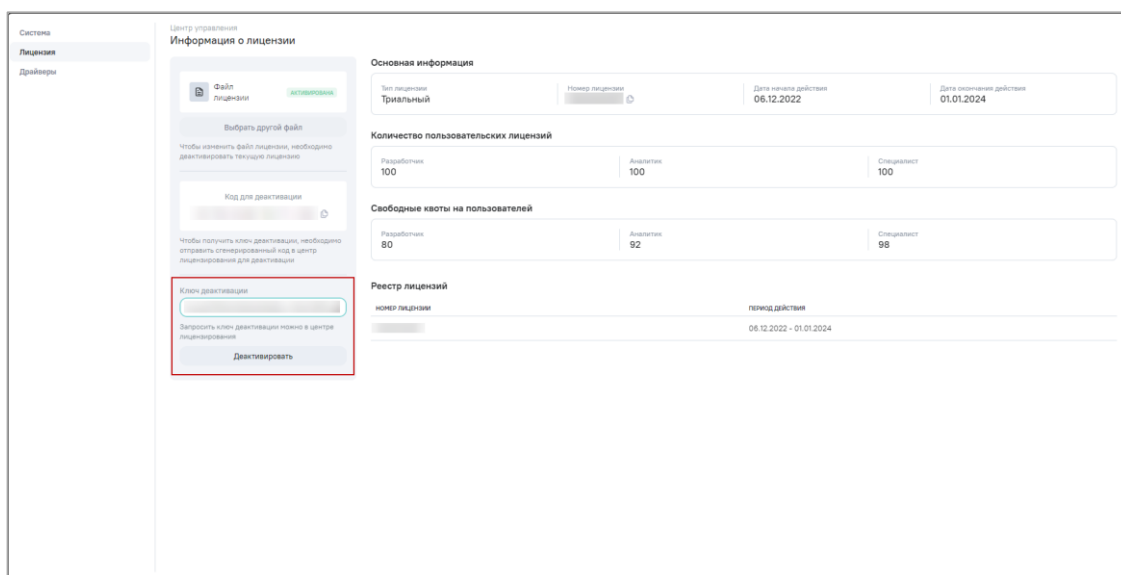 Система
Лицензия
Драйверы
Центр управления
Информация о лицензии
Файл
лицензии
АКТИВИРОВАНА
Выбрать другой файл
Чтобы изменить файл лицензии, необходимо
деактивировать текущую лицензию
Код для деактивации
Чтобы получить ключ деактивации, необходимо
отправить сгенерированный код в центр
лицензирования для деактивации
Ключ деактивации
Запросить ключ деактивации можно в центре
лицензирования
Деактивировать
Основная информация
Тип лицензии
Триальный
Номер лицензии
Дата начала действия
06.12.2022
Дата окончания действия
01.01.2024
Количество пользовательских лицензий
Разработчик
100
Аналитик
100
Специалист
100
Свободные квоты на пользователей
Разработчик
80
Аналитик
92
Специалист
98
Реестр лицензий
НОМЕР ЛИЦЕНЗИИ ПЕРИОД ДЕЙСТВИЯ
06.12.2022 - 01.01.2024